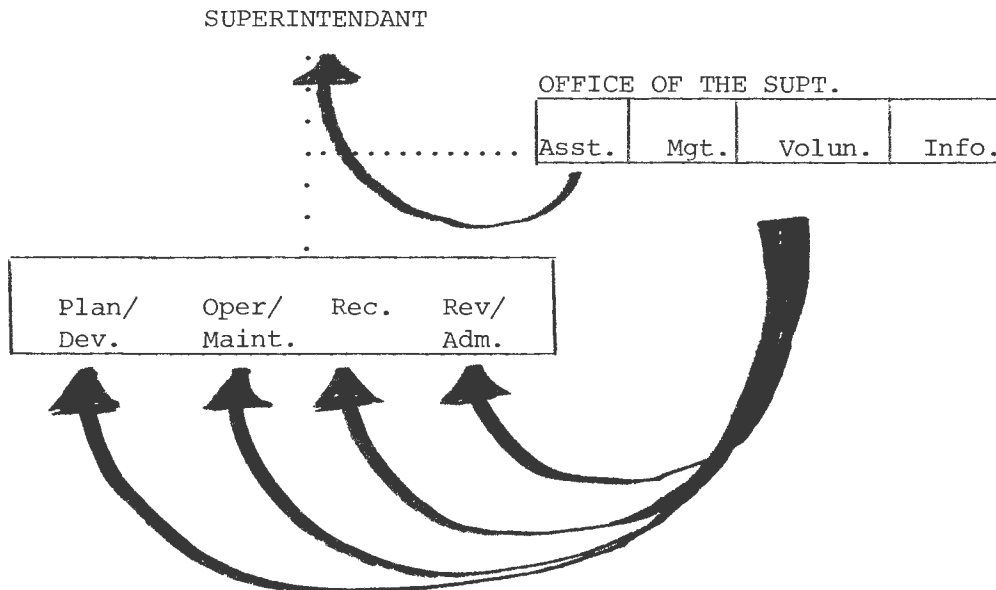 SUPERINTENDANT
OFFICE OF THE SUPT.
Asst. Mgt. Volun. Info.
Plan/ Oper/ Rec. Rev/
Dev. Maint. Adm.